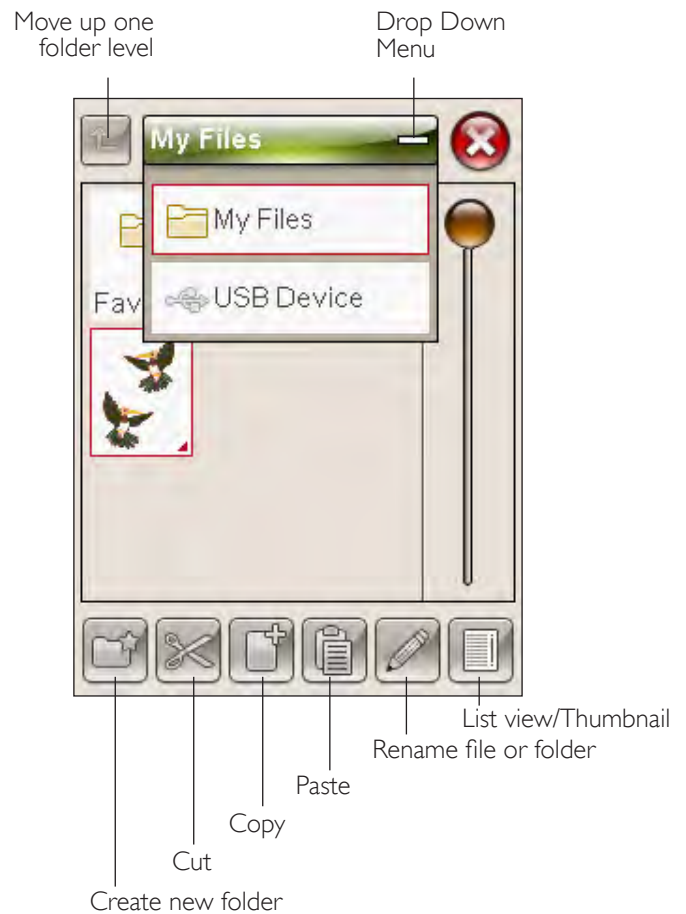 Move up one
folder level
Drop Down
Menu
My Files
My Files
Fav
USB Device
List view/Thumbnail
Rename file or folder
Paste
Copy
Cut
Create new folder